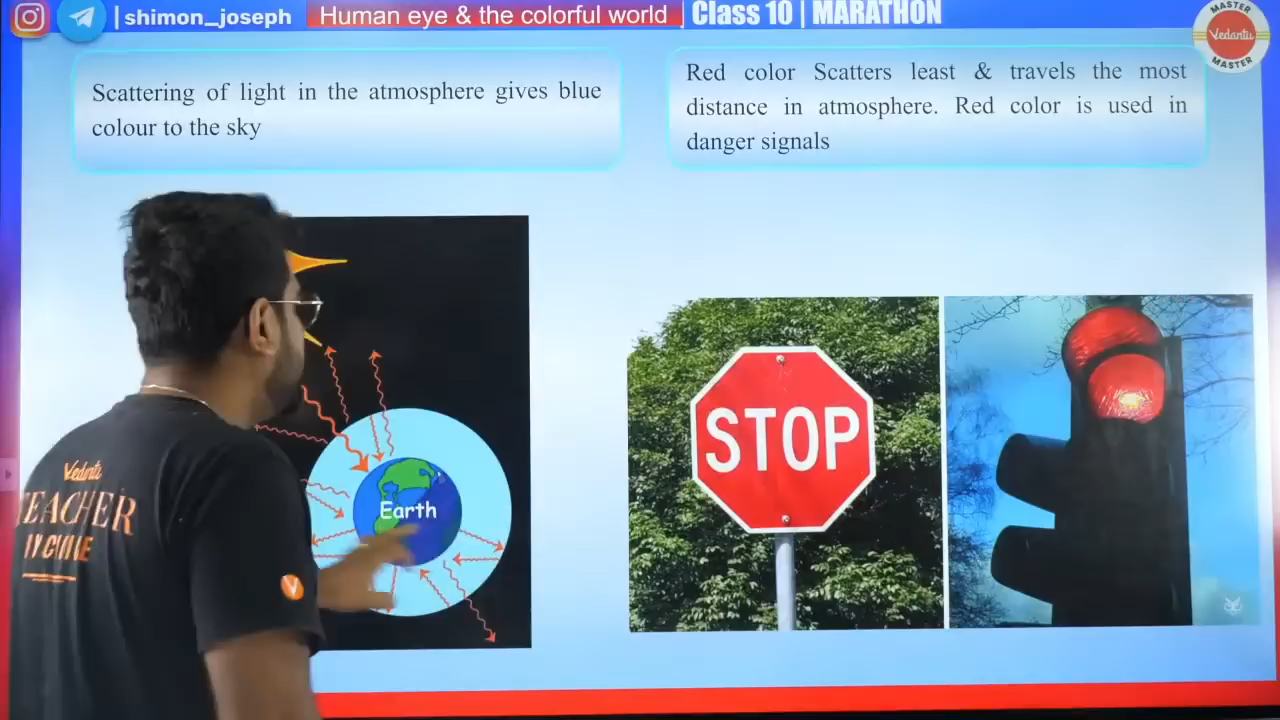 | shimon_joseph
Human eye & the colorful world
| Class 10 | MARATHON
MASTER
Vedantu
MASTER
Scattering of light in the atmosphere gives blue
colour to the sky
Red color Scatters least & travels the most
distance in atmosphere. Red color is used in
danger signals
Earth
STOP
Vedantu